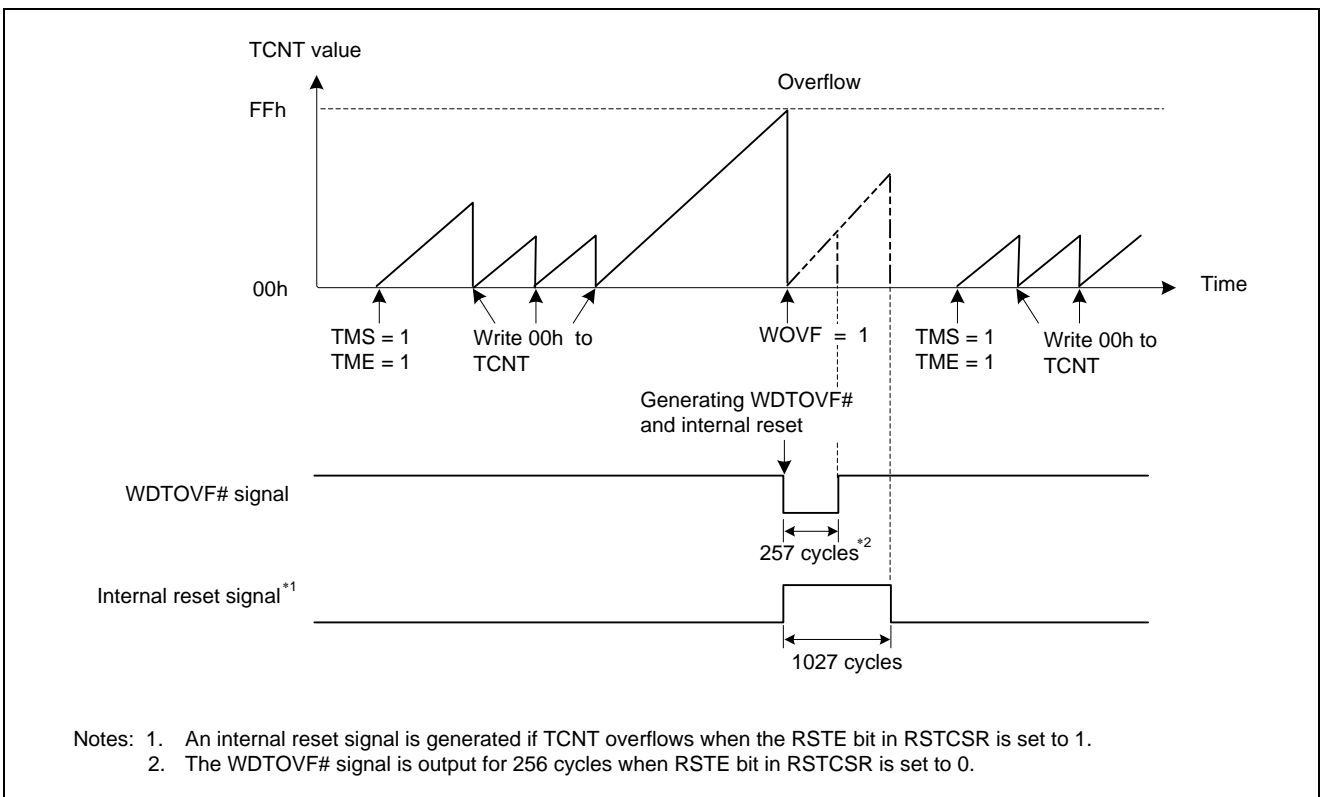 TCNT value
Overflow
FFh
00h
Time
TMS = 1
TME = 1
Write 00h to
TCNT
WOVF = 1
TMS = 1
TME = 1
Write 00h to
TCNT
Generating WDTOVF#
and internal reset
WDTOVF# signal
257 cycles*2
Internal reset signal*1
1027 cycles
Notes: 1. An internal reset signal is generated if TCNT overflows when the RSTE bit in RSTCSR is set to 1.
2. The WDTOVF# signal is output for 256 cycles when RSTE bit in RSTCSR is set to 0.